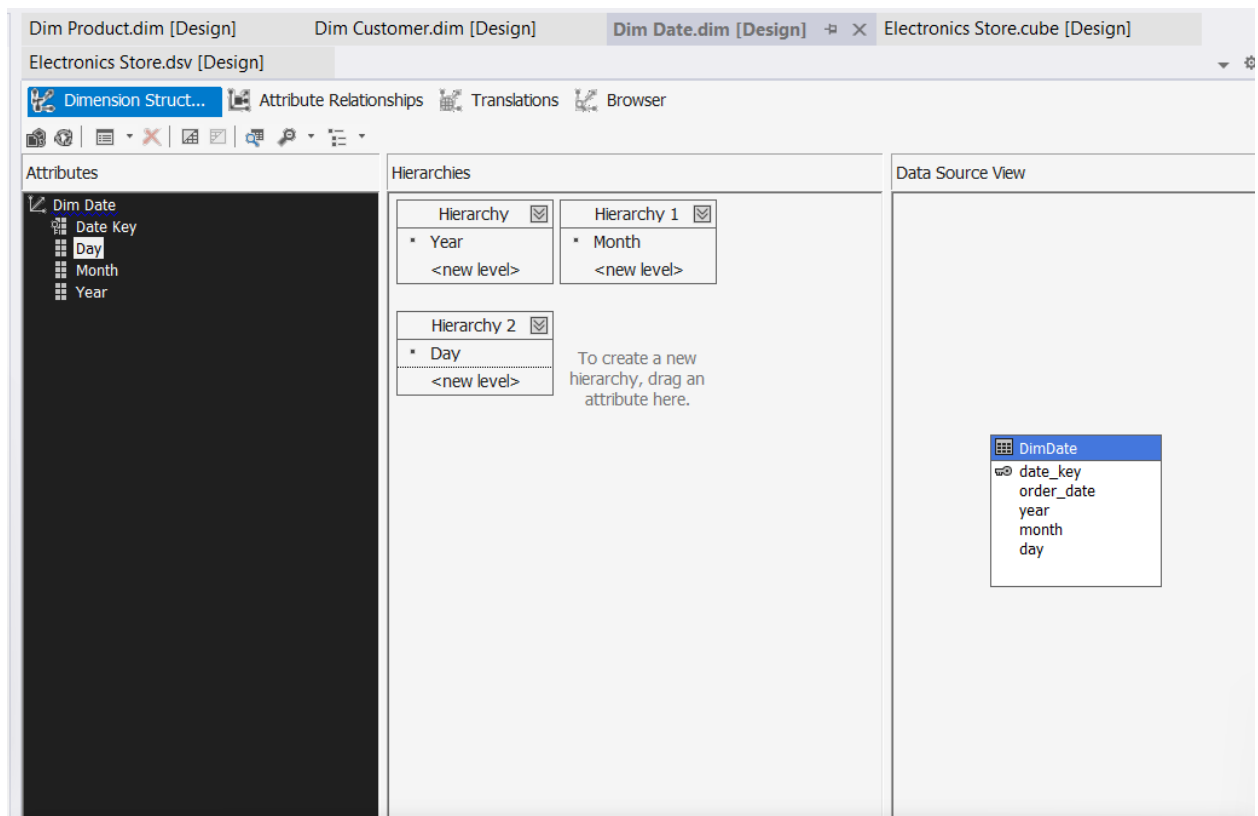 Dim Product.dim [Design] Dim Customer.dim [Design] Dim Date.dim [Design] Electronics Store.cube [Design]
Electronics Store.dsv [Design]
Dimension Struct... Attribute Relationships Translations Browser
Attributes
Dim Date
Date Key
Day
Month
Year
Hierarchies
Hierarchy
Year
<new level>
Hierarchy 1
Month
<new level>
Hierarchy 2
Day
<new level>
To create a new
hierarchy, drag an
attribute here.
Data Source View
DimDate
date_key
order_date
year
month
day